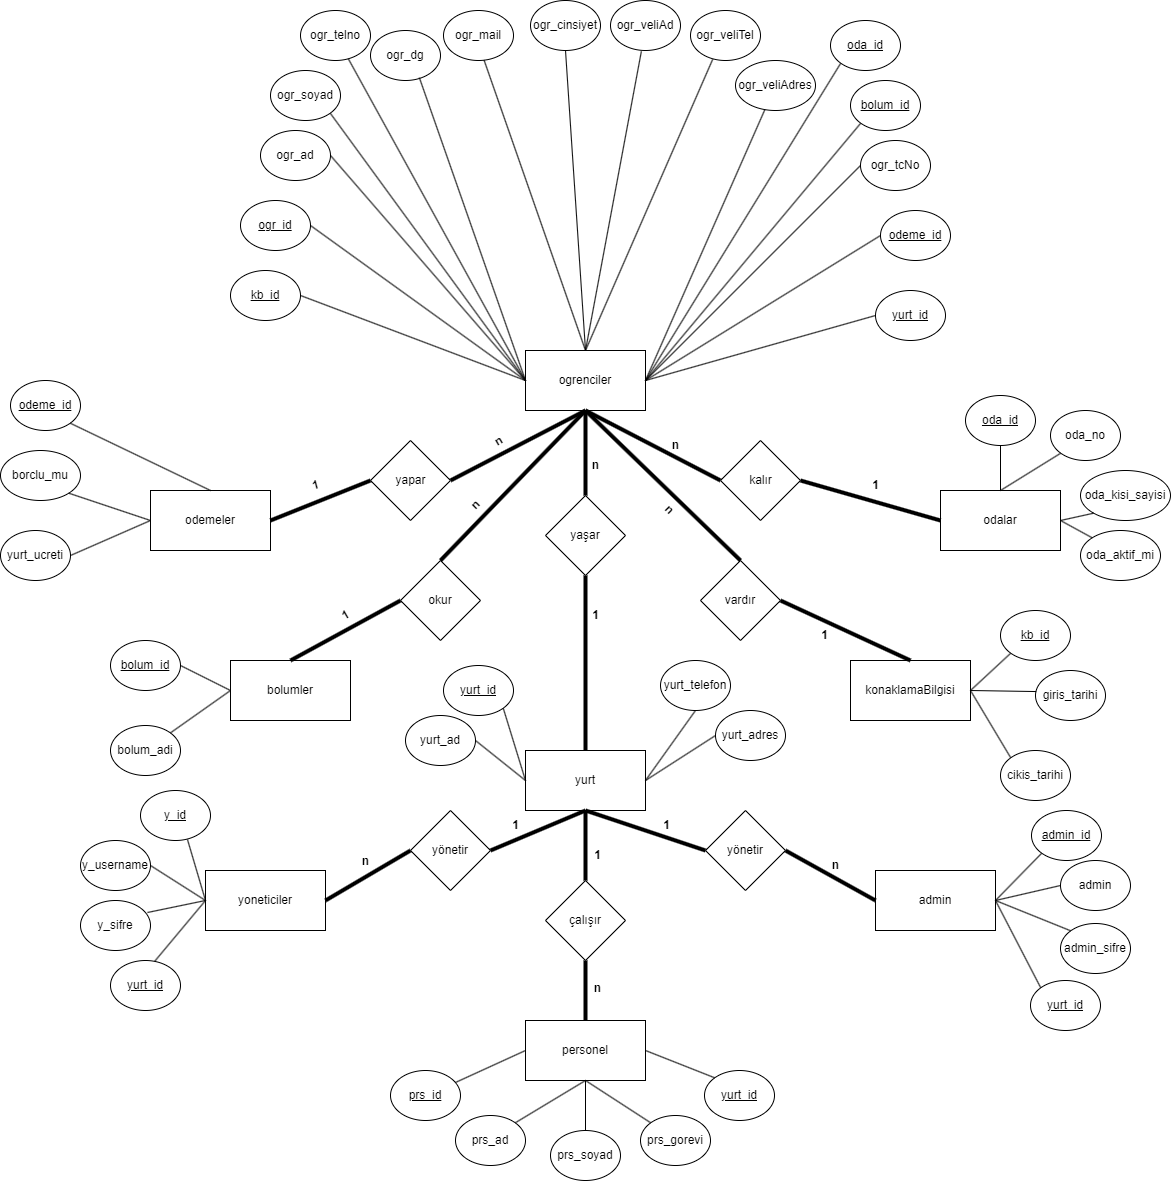 ogr_cinsiyet
ogr_veliAd
ogr_telno
ogr_mail
ogr_veliTel
oda_id
ogr_dg
ogr_veliAdres
ogr_soyad
bolum_id
ogr_ad
ogr_tcNo
ogr_id
odeme_id
kb_id
yurt_id
ogrenciler
odeme_id
oda_id
oda_no
n
n
borclu_mu
yapar
n
kalır
oda_kisi_sayisi
1
1
odemeler
n
n
odalar
yaşar
yurt_ucreti
oda_aktif_mi
okur
vardır
1
1
1
kb_id
bolum_id
bolumler
yurt_id
yurt_telefon
konaklamaBilgisi
giris_tarihi
bolum_adi
yurt_ad
yurt_adres
yurt
cikis_tarihi
y_id
1
1
admin_id
yönetir
yönetir
n
1
n
y_username
admin
yoneticiler
admin
y_sifre
çalışır
admin_sifre
yurt_id
n
yurt_id
personel
prs_id
yurt_id
prs_ad
prs_gorevi
prs_soyad